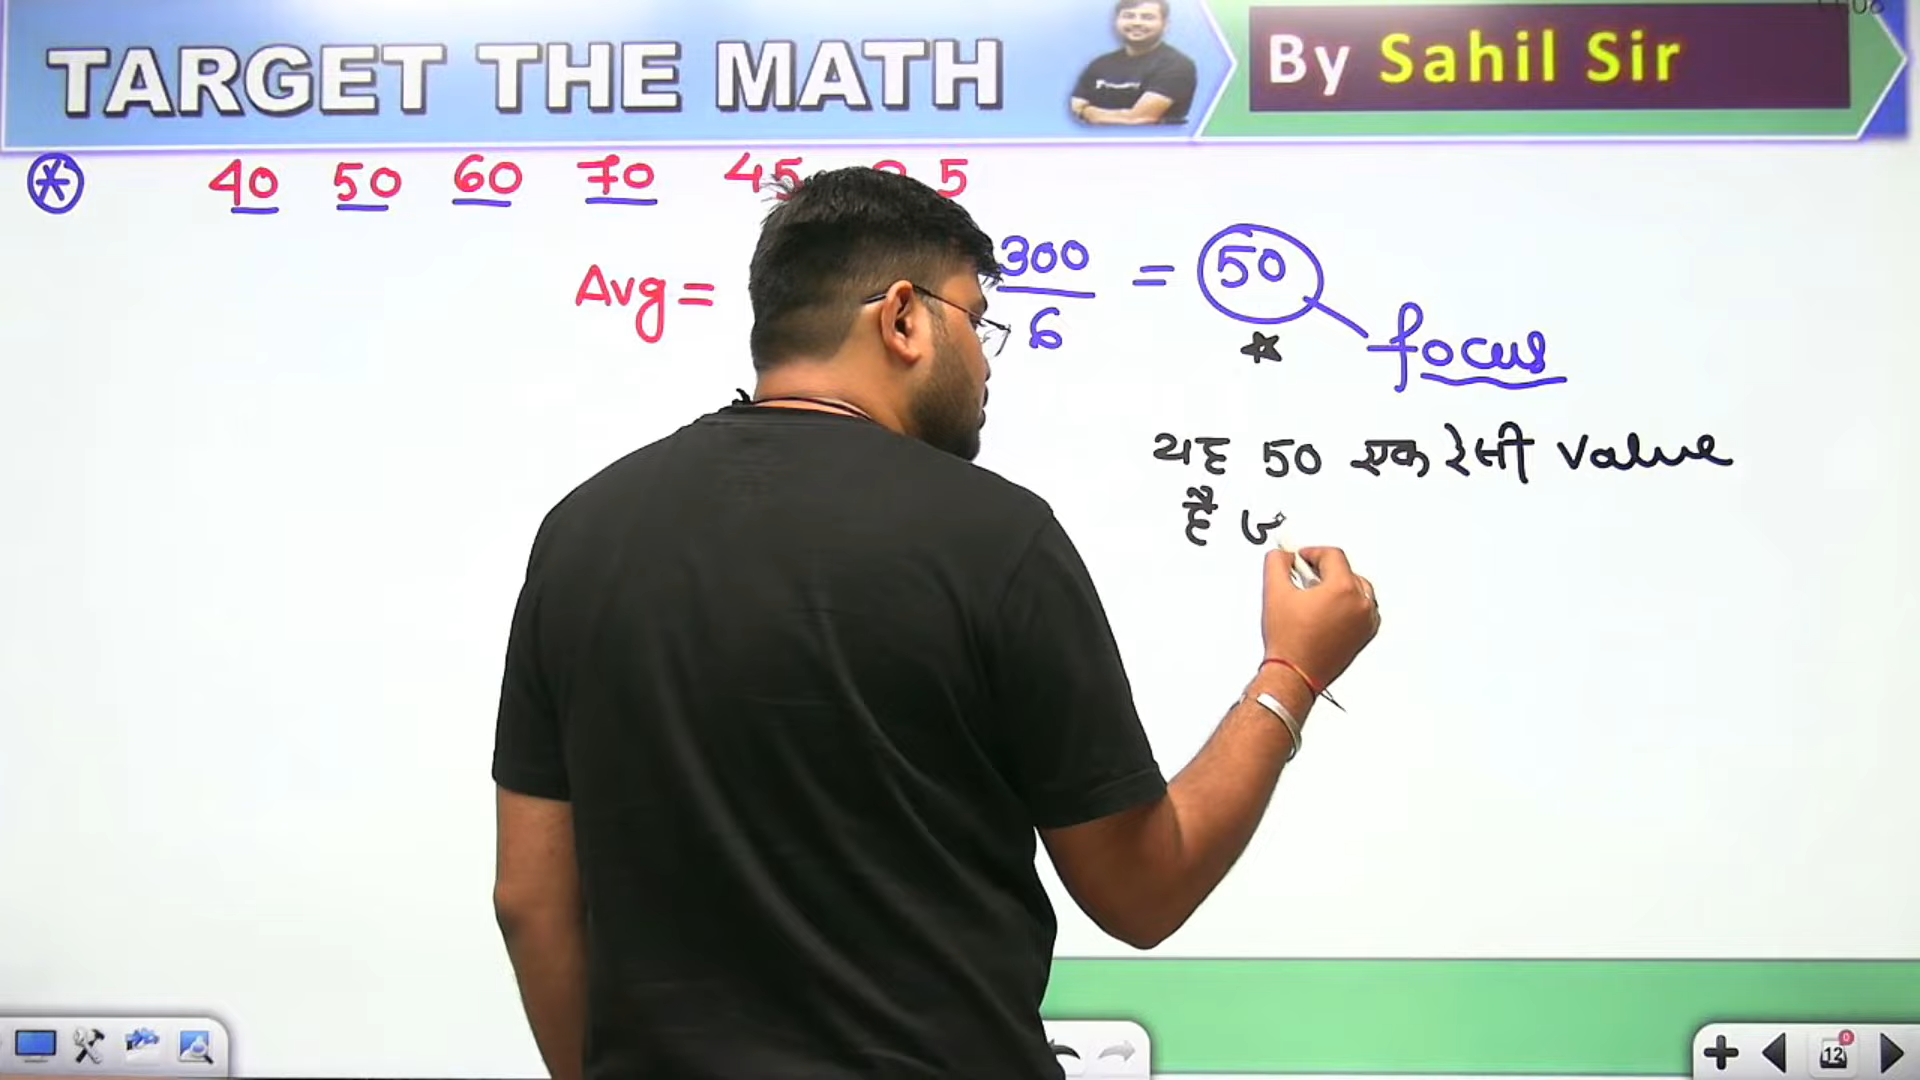 TARGET THE MATH
By Sahil Sir
40 50 60 70 45 5
Avg = 300/6 = 50
focus
यह 50 एक ऐसी value
है
12